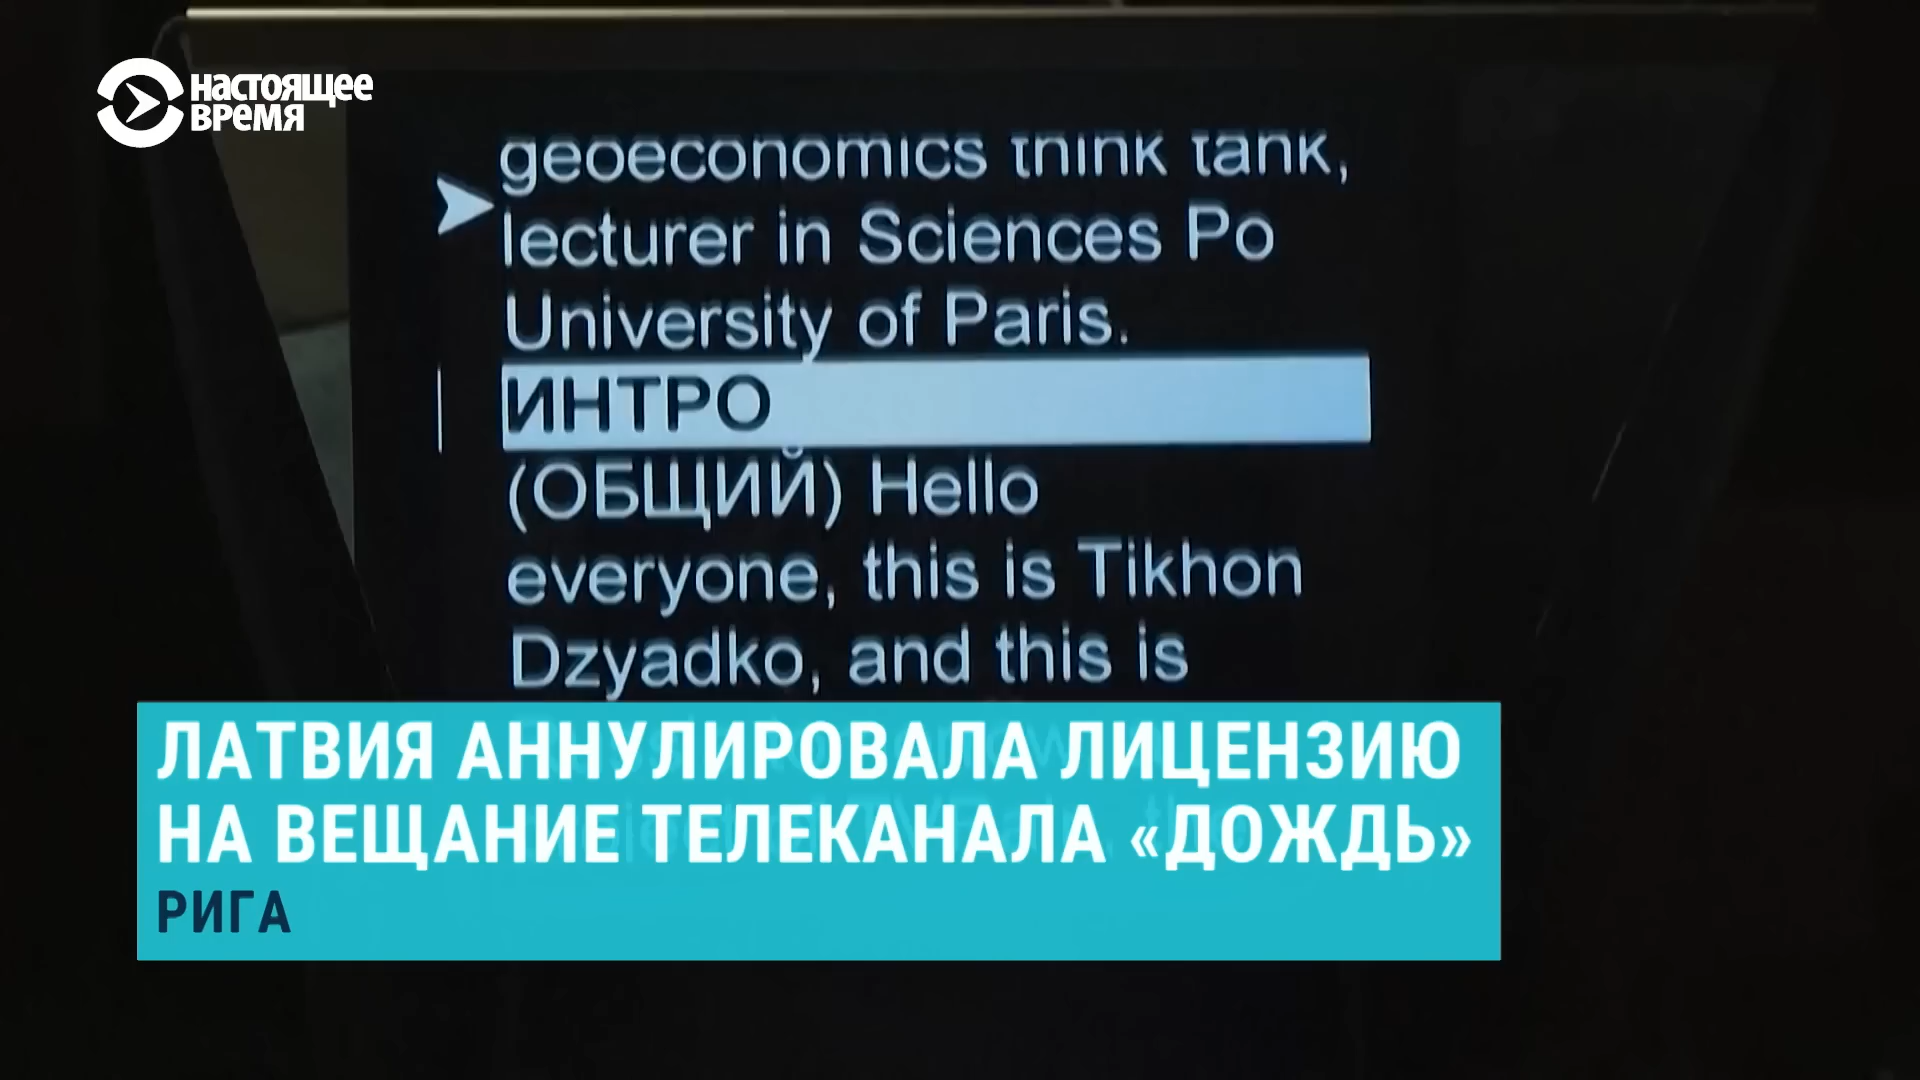 настоящее
время
geoeconomics think tank,
lecturer in Sciences Po
University of Paris.
ИНТРО
(ОБЩИЙ) Hello
everyone, this is Tikhon
Dzyadko, and this is
ЛАТВИЯ АННУЛИРОВАЛА ЛИЦЕНЗИЮ
НА ВЕЩАНИЕ ТЕЛЕКАНАЛА «ДОЖДЬ»
РИГА